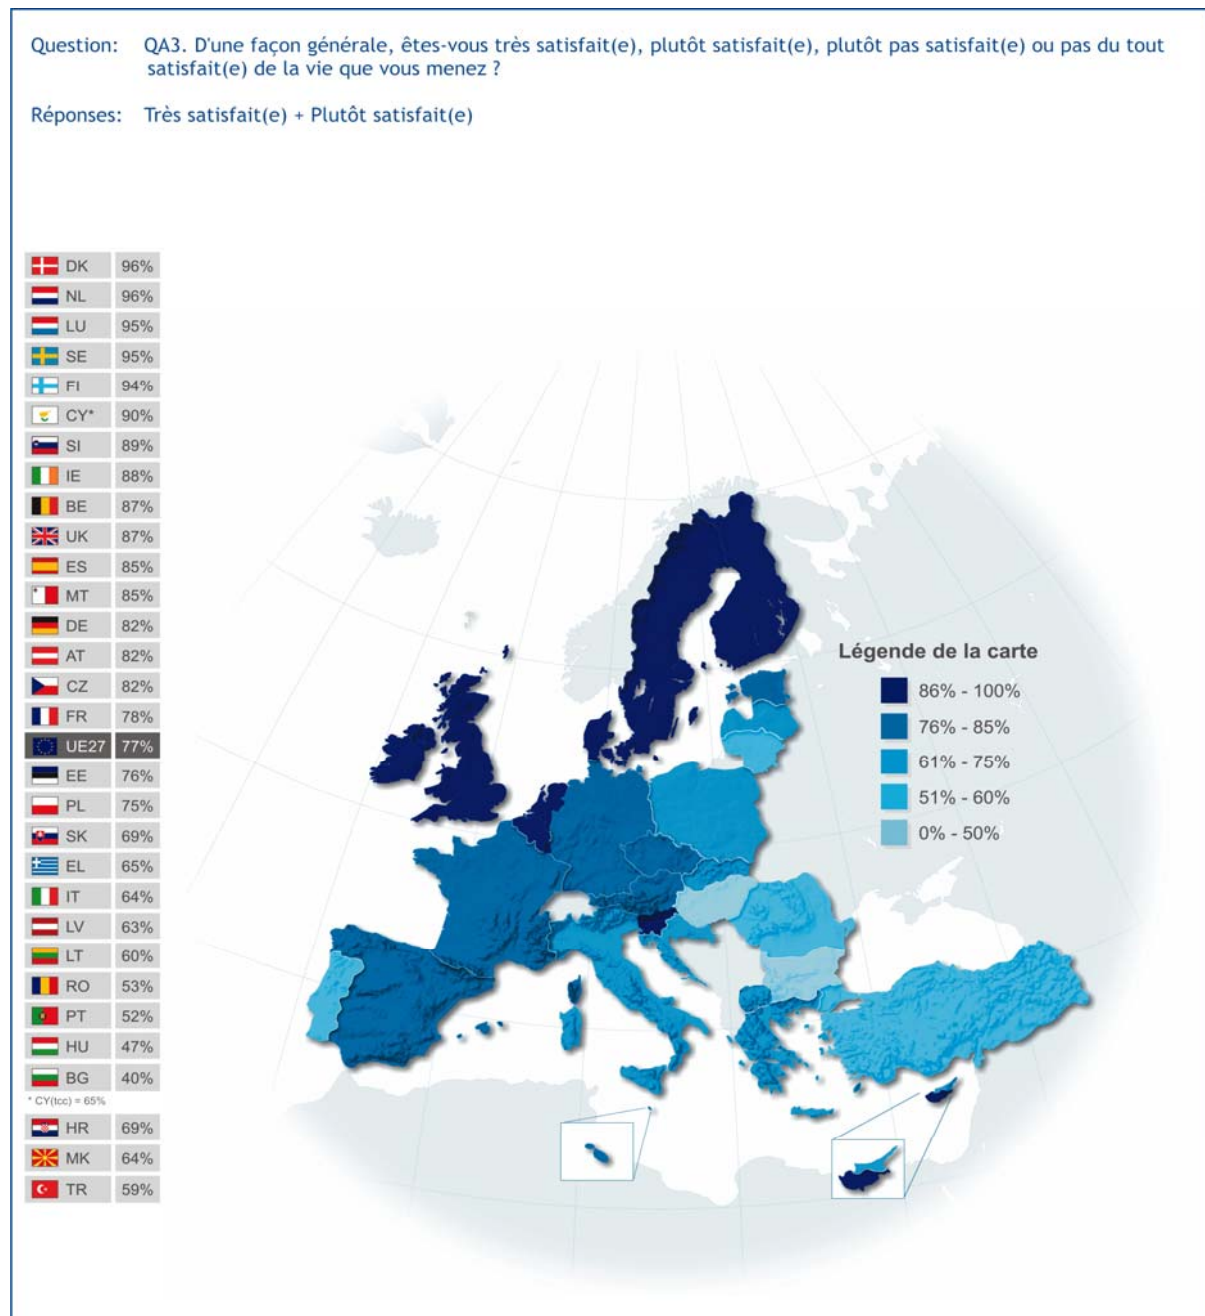 Question: QA3. D'une façon générale, êtes-vous très satisfait(e), plutôt satisfait(e), plutôt pas satisfait(e) ou pas du tout
satisfait(e) de la vie que vous menez ?
Réponses: Très satisfait(e) + Plutôt satisfait(e)
DK 96%
NL 96%
LU 95%
SE 95%
FI 94%
CY* 90%
SI 89%
IE 88%
BE 87%
UK 87%
ES 85%
MT 85%
DE 82%
AT 82%
CZ 82%
FR 78%
UE27 77%
EE 76%
PL 75%
SK 69%
EL 65%
IT 64%
LV 63%
LT 60%
RO 53%
PT 52%
HU 47%
BG 40%
* CY(tcc) = 65%
HR 69%
MK 64%
TR 59%
Légende de la carte
86% - 100%
76% - 85%
61% - 75%
51% - 60%
0% - 50%